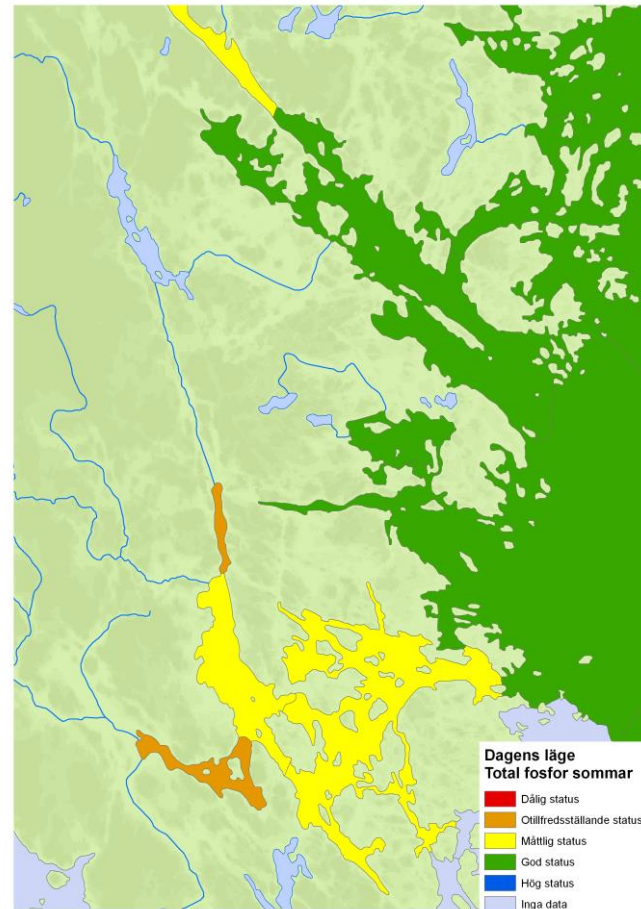 Dagens läge
Total fosfor sommar
Dålig status
Otillfredsställande status
Måttlig status
God status
Hög status
Inga data